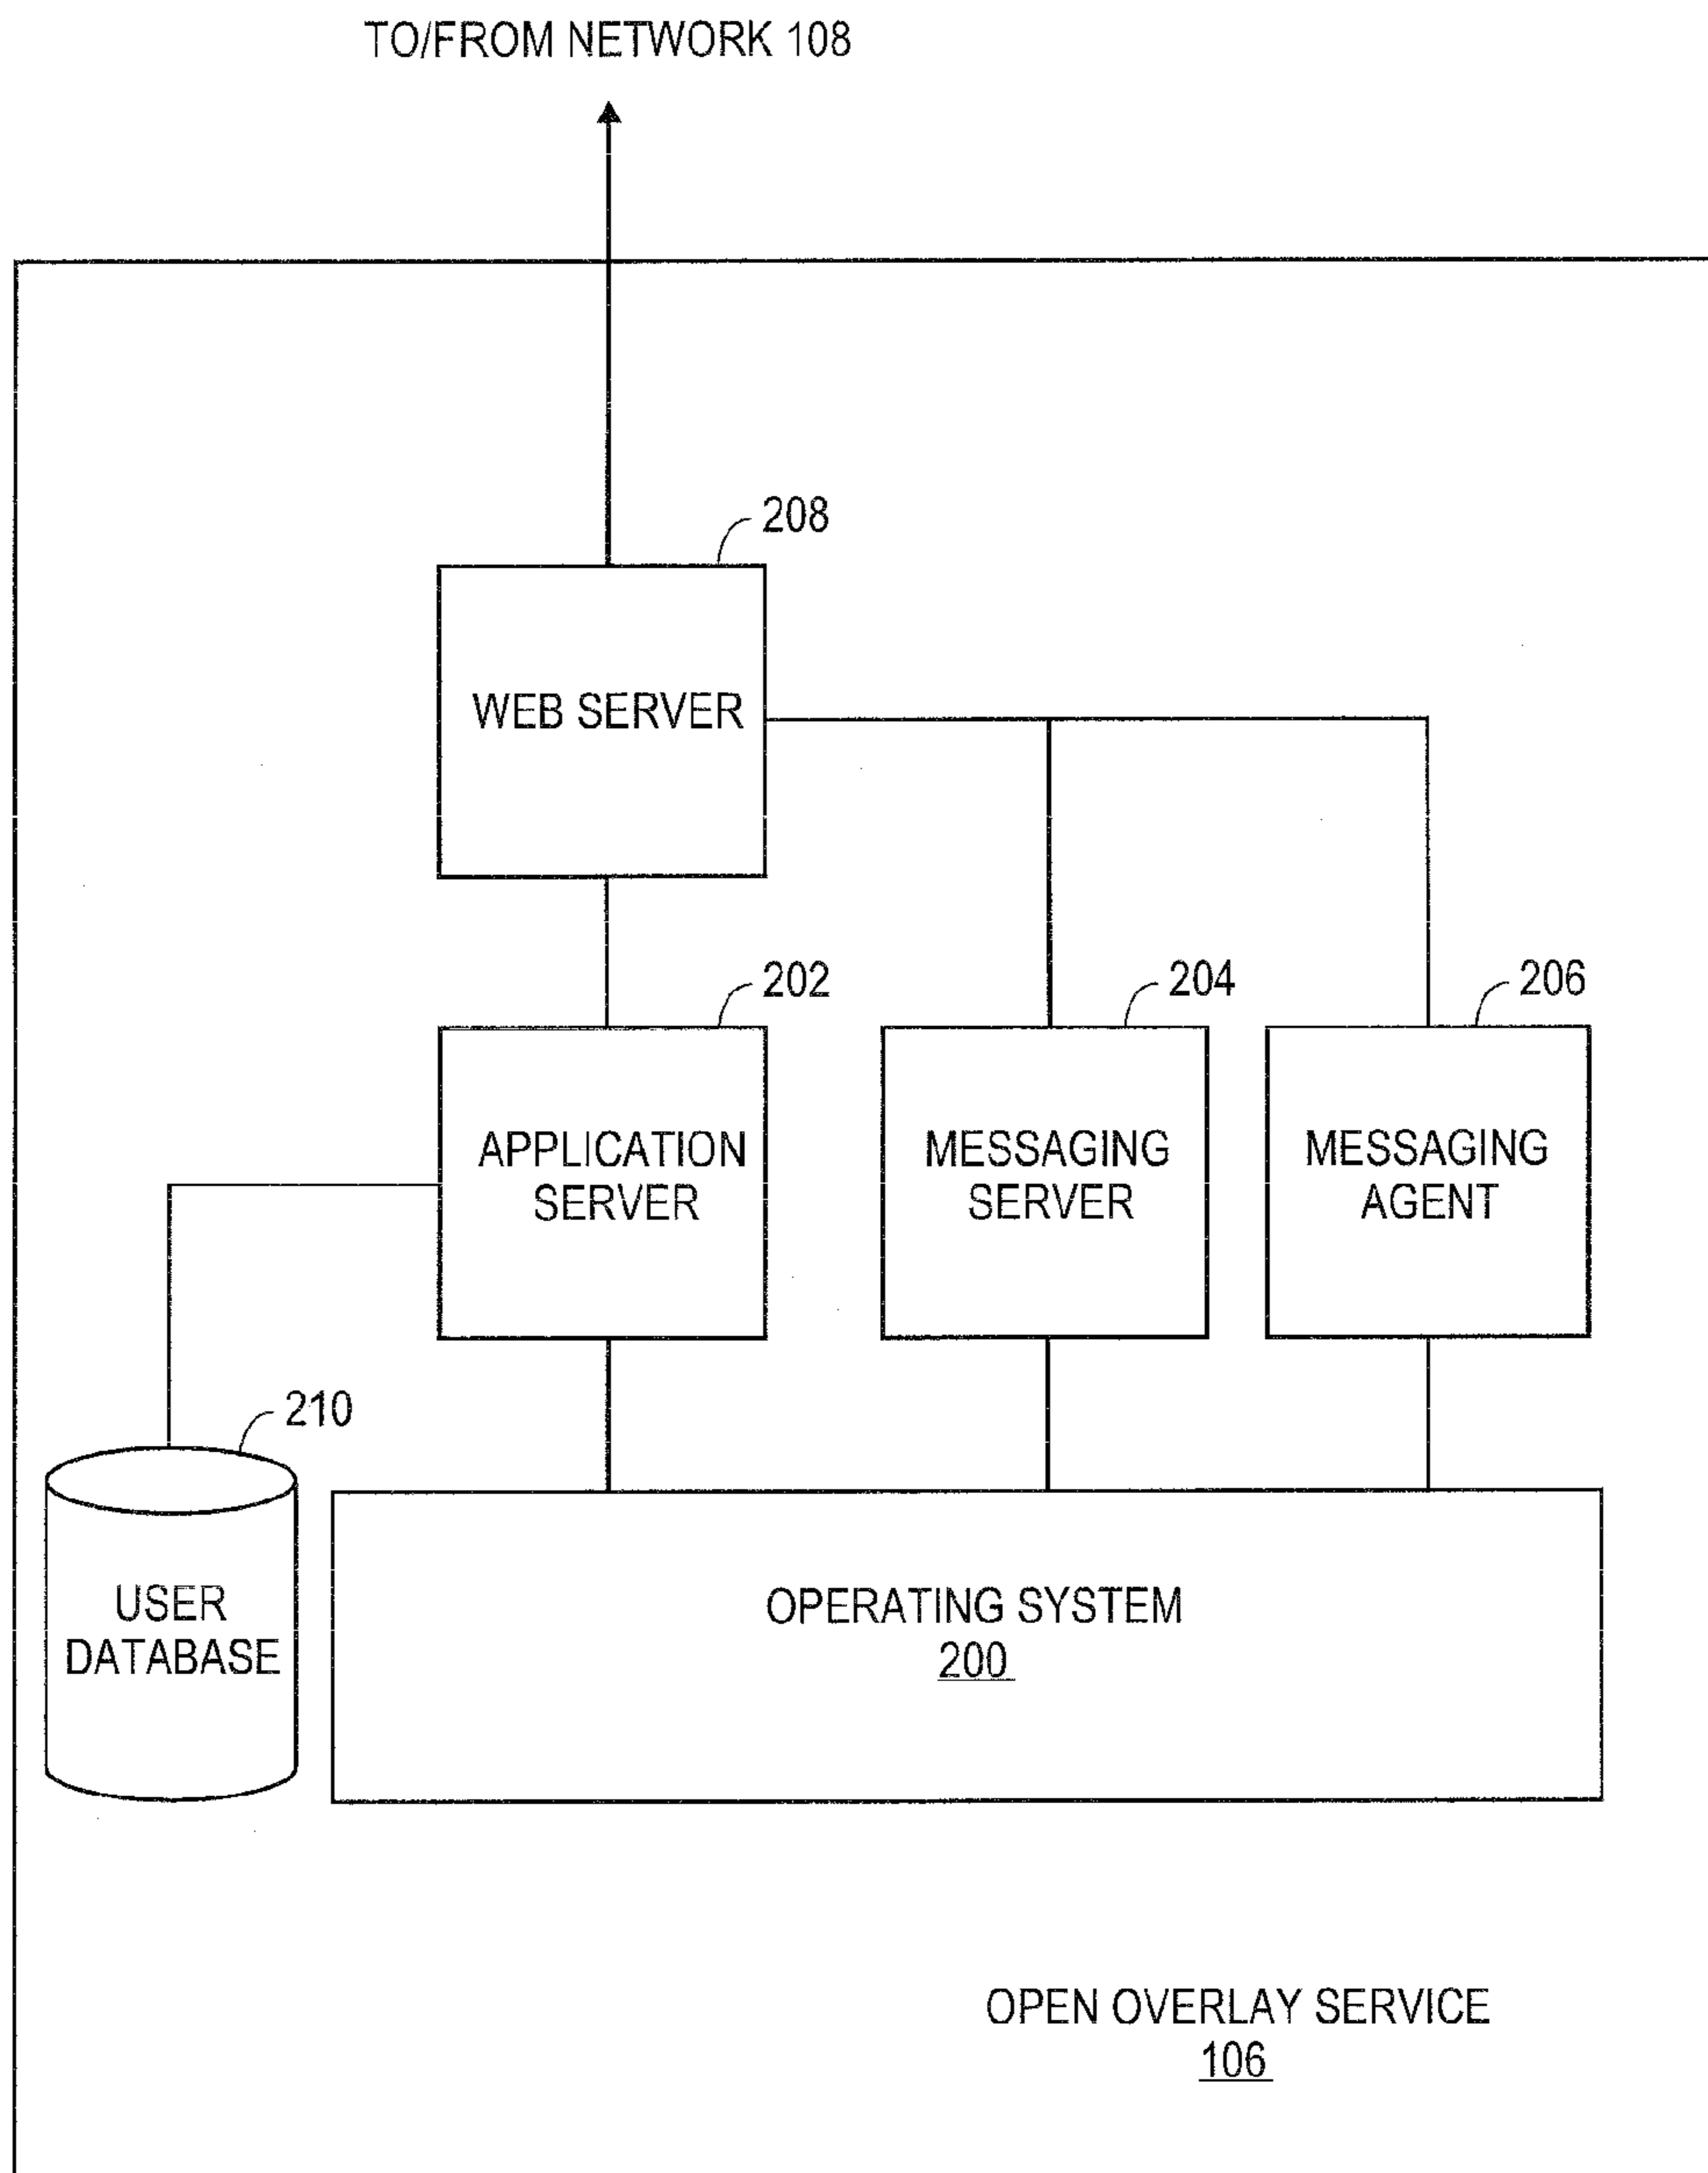 TO/FROM NETWORK 108
208
WEB SERVER
202
204
206
APPLICATION
SERVER
MESSAGING
SERVER
MESSAGING
AGENT
210
USER
DATABASE
OPERATING SYSTEM
200
OPEN OVERLAY SERVICE
106